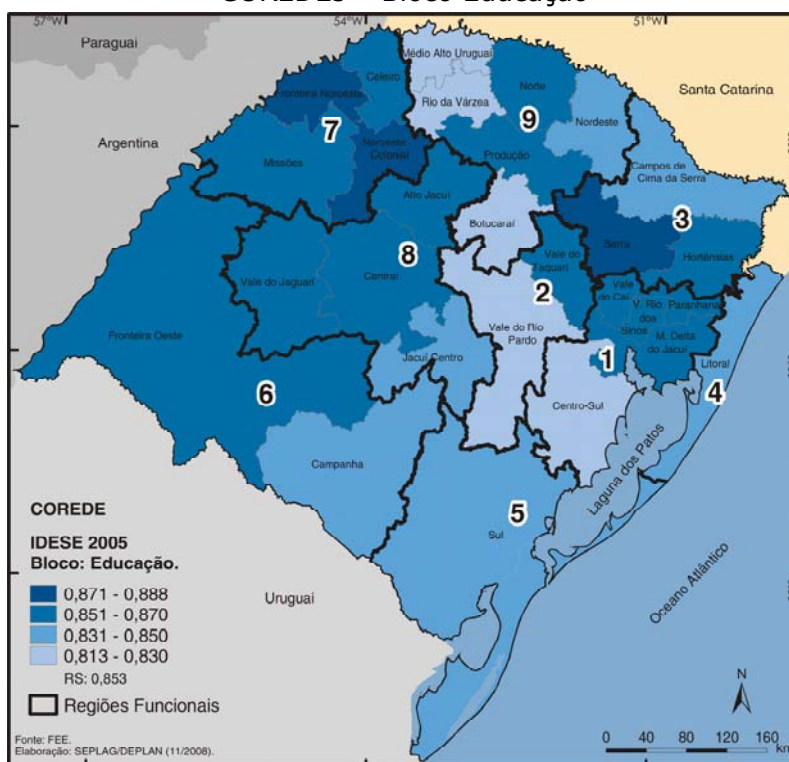 COREDES – Bloco Educação
57°W
54°W
51°W
Paraguai
Argentina
Santa Catarina
Uruguai
Oceano Atlântico
Laguna dos Patos
Médio Alto Uruguai
Rio da Várzea
Celeiro
Fronteira Noroeste
Norte
Nordeste
7
9
Noroeste
Colonial
Missões
Produção
Campos de
Cima da Serra
Alto Jacuí
Botucaraí
3
Serra
Hortênsias
8
Vale do
Taquari
Vale do Jaguari
Central
2
Vale
do Caí
Paranhana
V. Rio
dos
Sinos
M. Delta
do Jacuí
Fronteira Oeste
Vale do Rio
Pardo
Jacuí Centro
1
Litoral
4
6
Centro-Sul
Campanha
5
Sul
COREDE
IDESE 2005
Bloco: Educação.
0,871 - 0,888
0,851 - 0,870
0,831 - 0,850
0,813 - 0,830
RS: 0,853
Regiões Funcionais
N
0 40 80 120 160
km
Fonte: FEE.
Elaboração: SEPLAG/DEPLAN (11/2008).